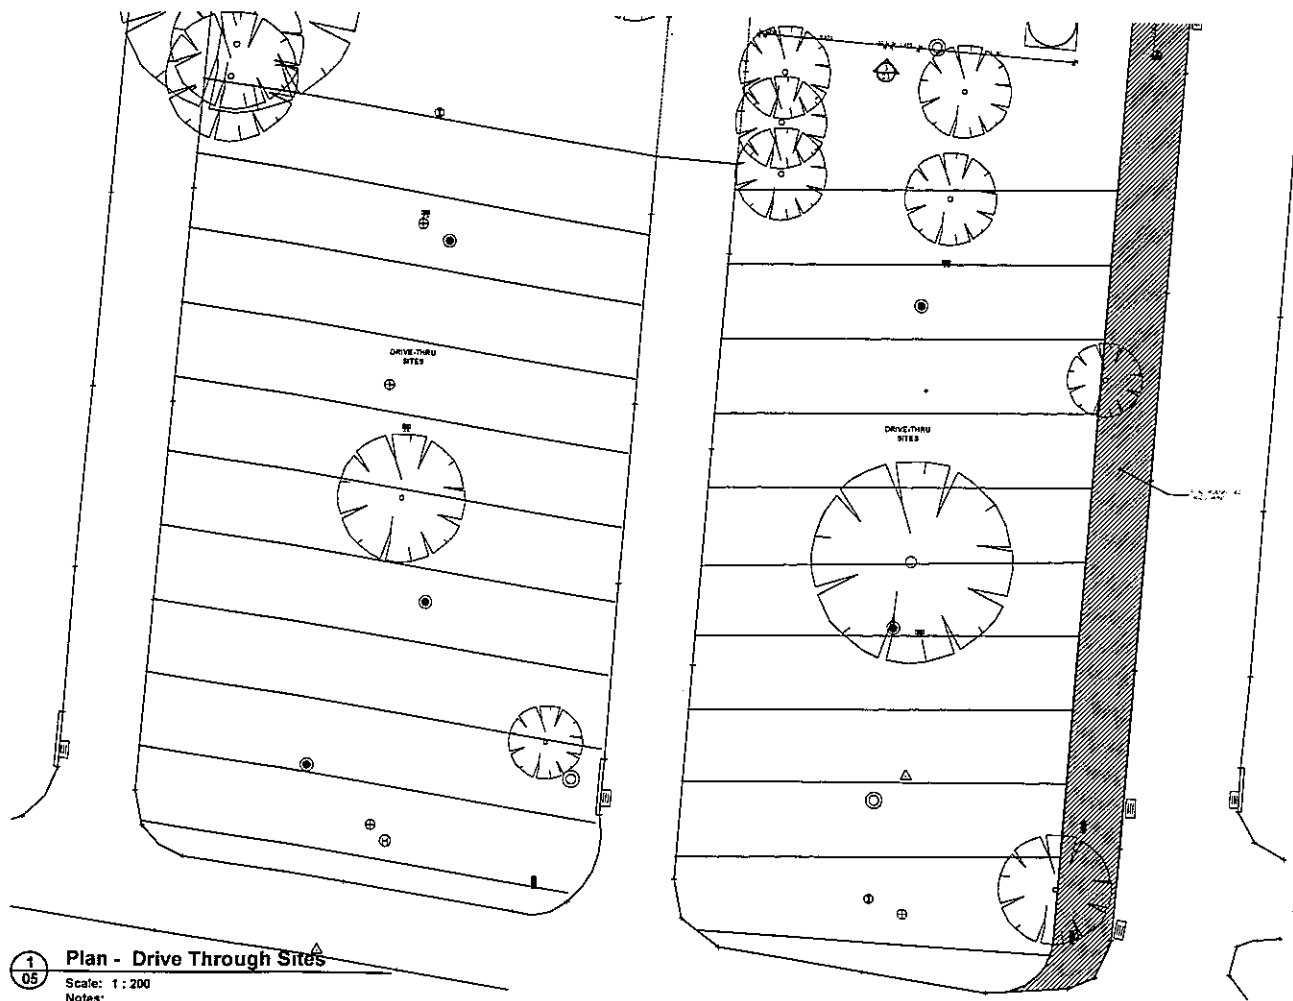 DRIVE-THRU
SITES
DRIVE-THRU
SITES
1
05
Plan - Drive Through Sites
Scale: 1 : 200
Notes: